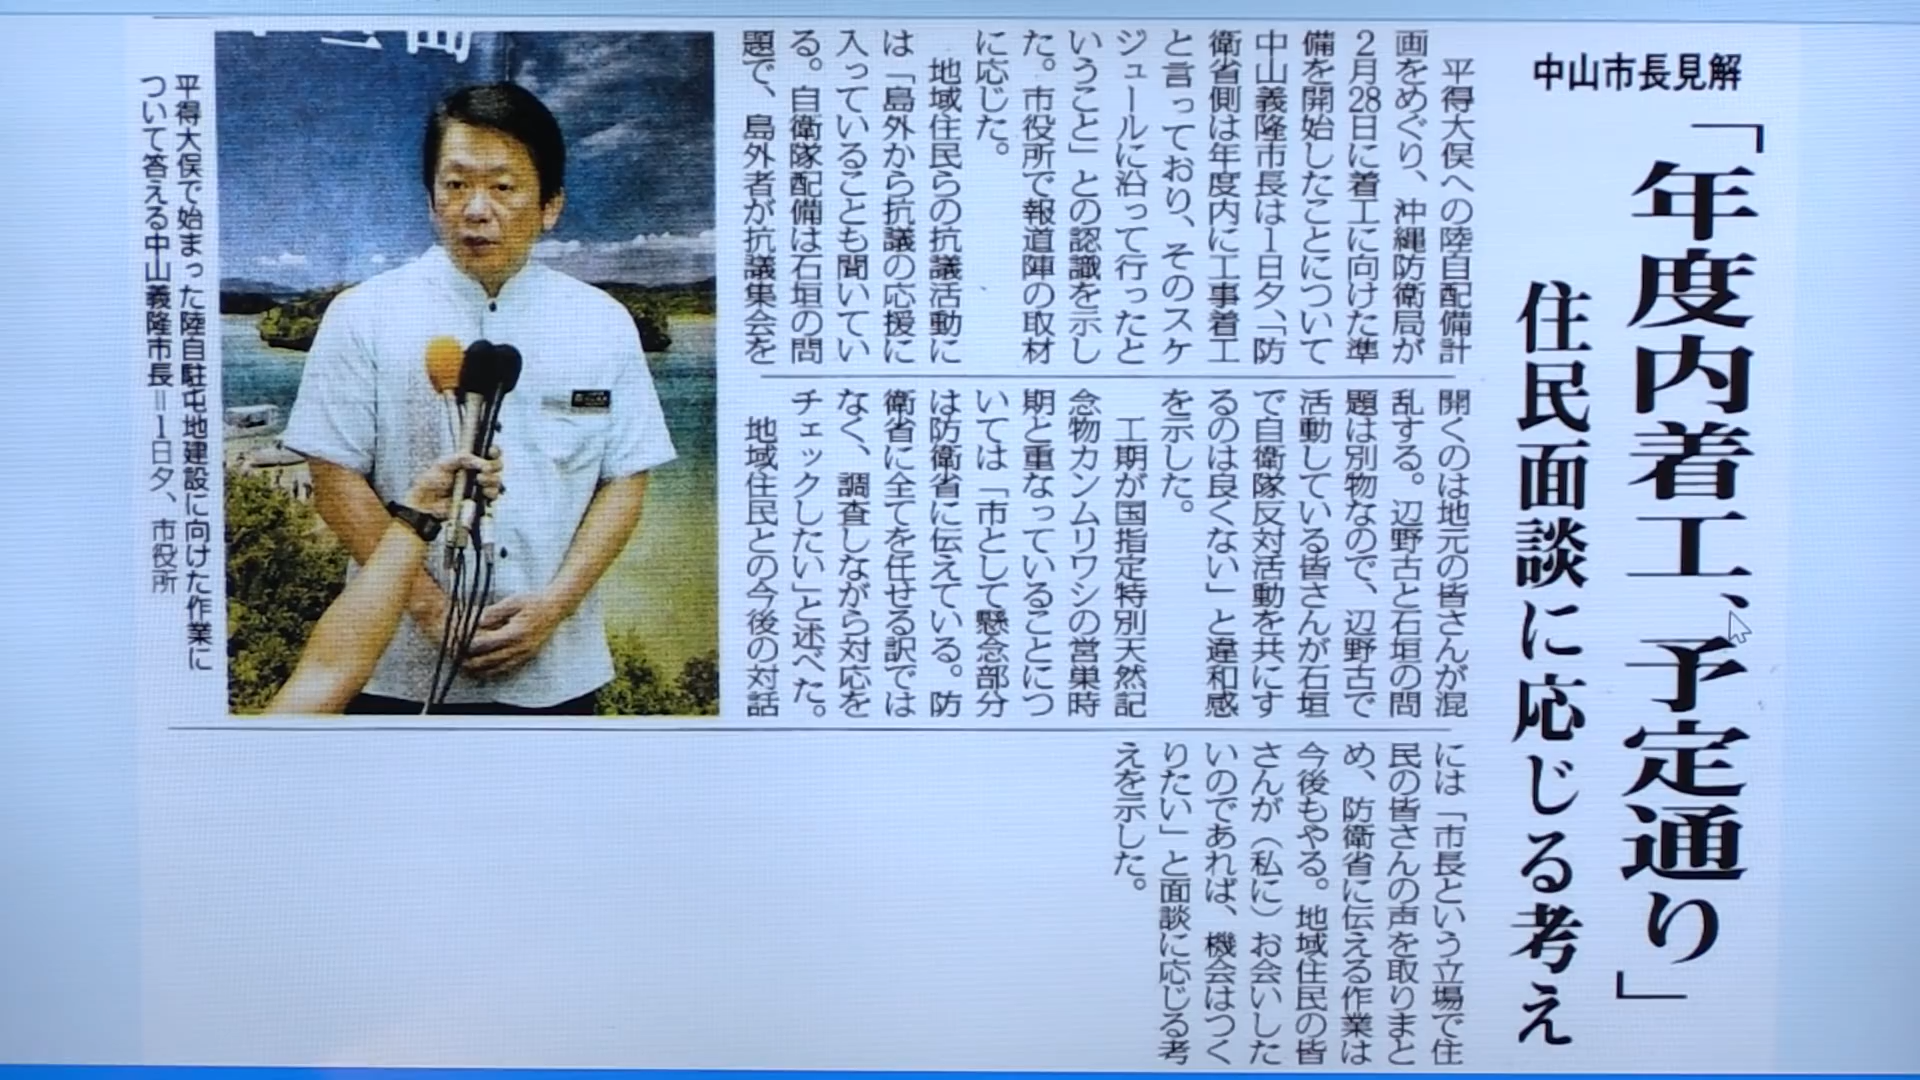 中山市長見解
「年度内着工、予定通り」
住民面談に応じる考え
平得大俣への陸自配備計
画をめぐり、沖縄防衛局が
２月28日に着工に向けた準
備を開始したことについて
中山義隆市長は１日夕、「防
衛省側は年度内に工事着工
と言っており、そのスケ
ジュールに沿って行ったと
いうこと」との認識を示し
た。市役所で報道陣の取材
に応じた。
地域住民らの抗議活動に
は「島外から抗議の応援に
入っていることも聞いてい
る。自衛隊配備は石垣の問
題で、島外者が抗議集会を
開くのは地元の皆さんが混
乱する。辺野古と石垣の問
題は別物なので、辺野古で
活動している皆さんが石垣
で自衛隊反対活動を共にす
るのは良くない」と違和感
を示した。
工期が国指定特別天然記
念物カンムリワシの営巣時
期と重なっていることにつ
いては「市として懸念部分
は防衛省に伝えている。防
衛省に全てを任せる訳では
なく、調査しながら対応を
チェックしたい」と述べた。
地域住民との今後の対話
には「市長という立場で住
民の皆さんの声を取りまと
め、防衛省に伝える作業は
今後もやる。地域住民の皆
さんが（私に）お会いした
いのであれば、機会はつく
りたい」と面談に応じる考
えを示した。
平得大俣で始まった陸自駐屯地建設に向けた作業に
ついて答える中山義隆市長＝１日夕、市役所